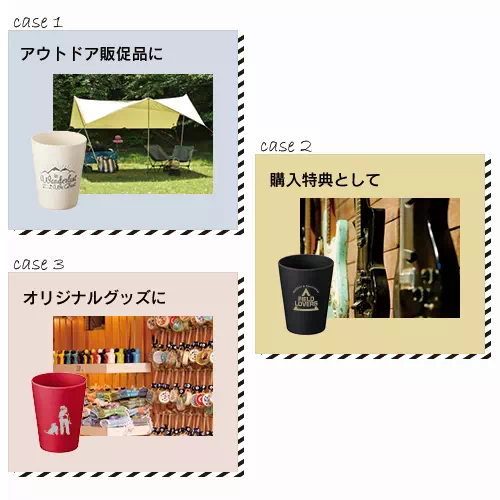 case 1
アウトドア販促品に
Wonderful
case 2
購入特典として
FIELD
LOVERS
case 3
オリジナルグッズに